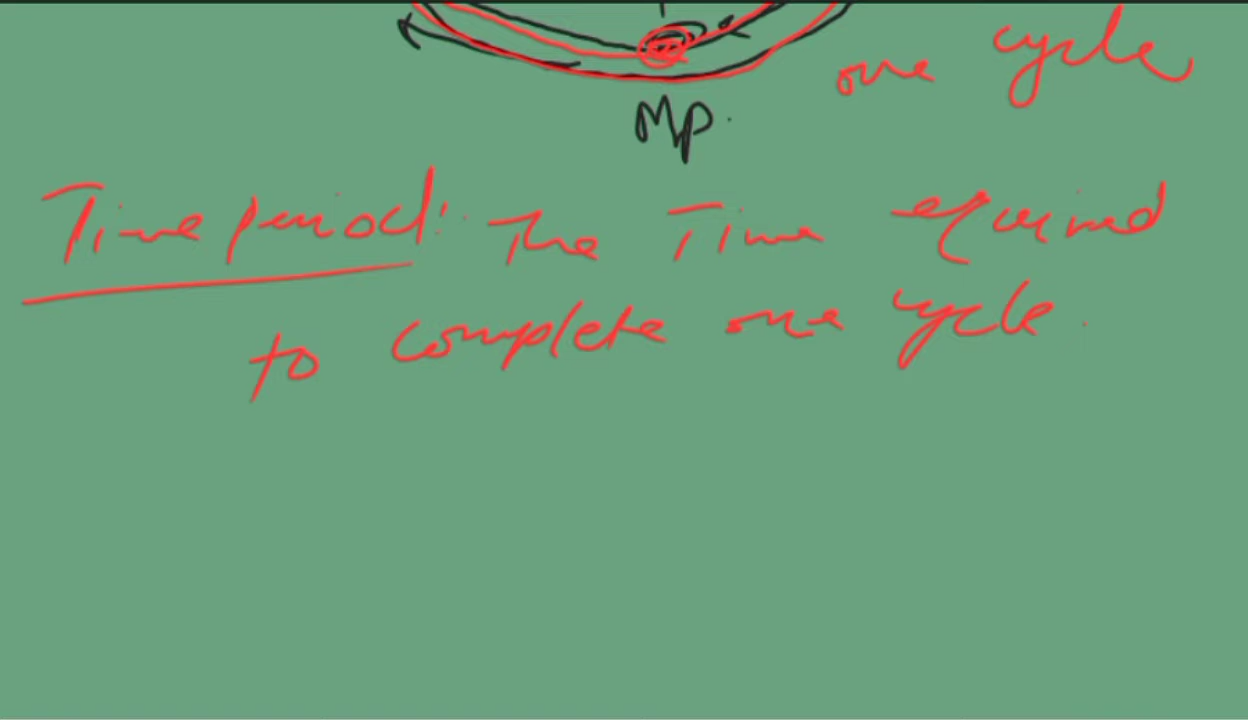 one cycle
Mp.
Time period: The Time required
to complete one cycle.